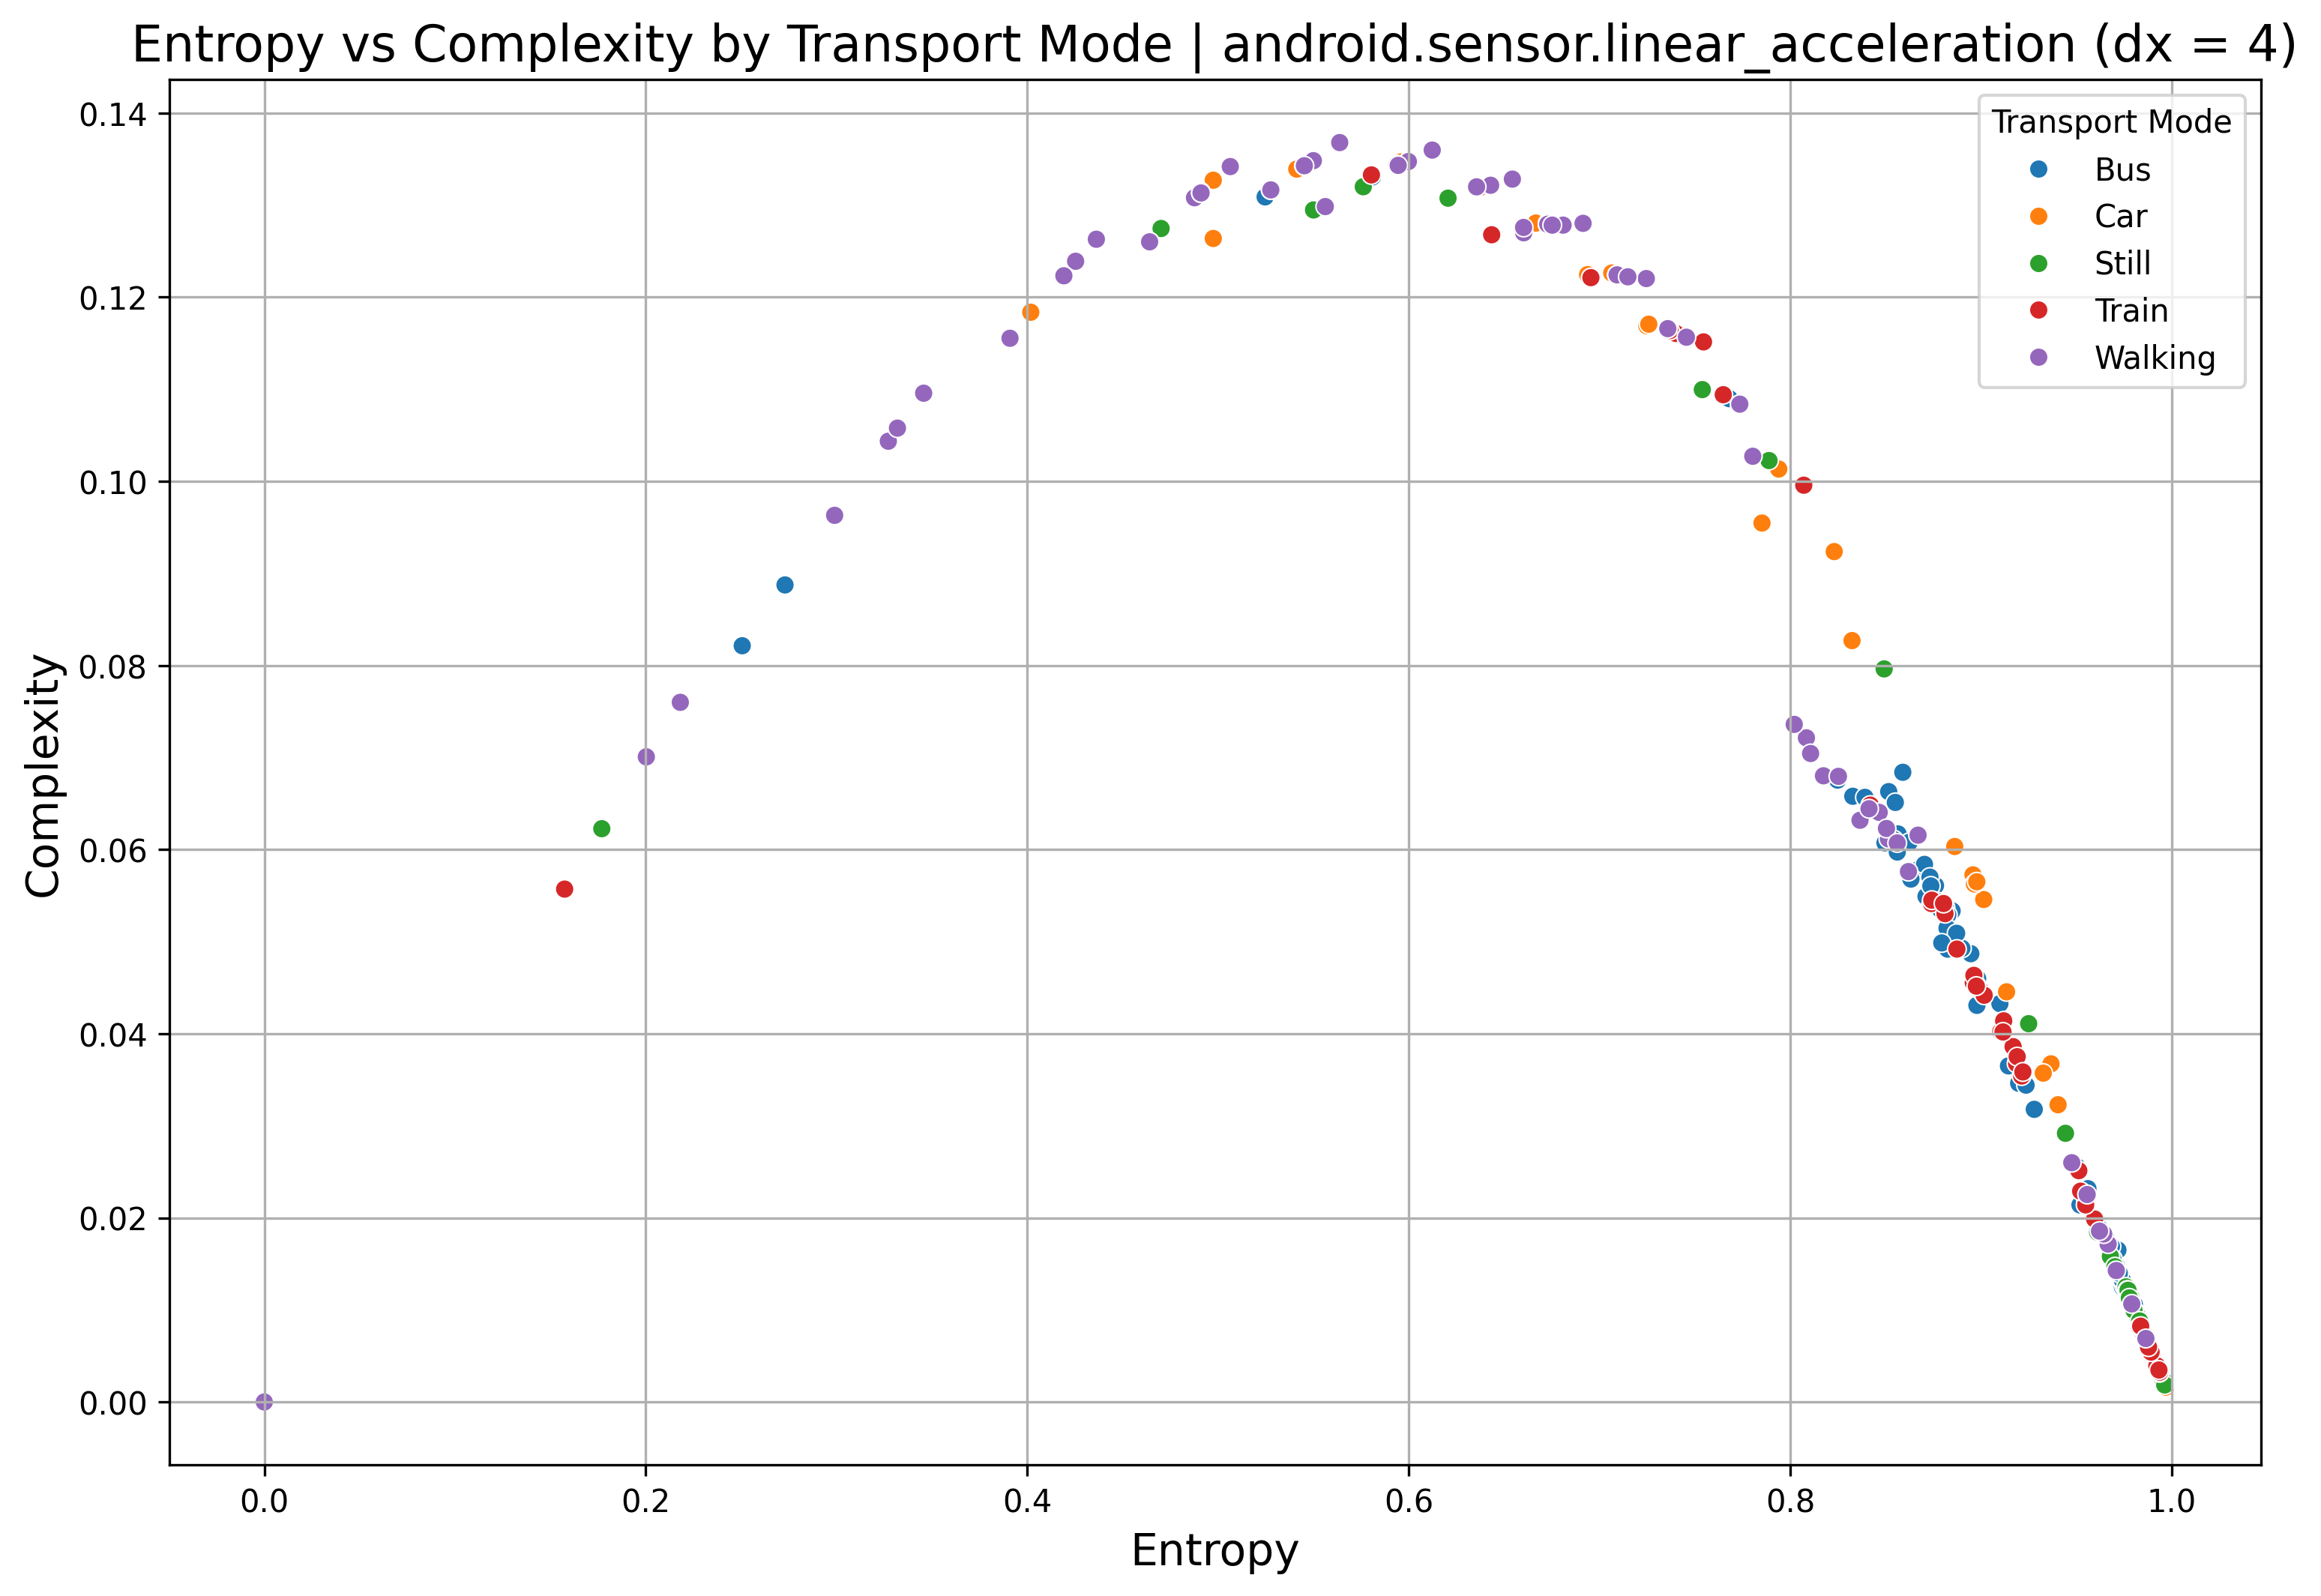 Entropy vs Complexity by Transport Mode | android.sensor.linear_acceleration (dx = 4)
Transport Mode
Bus
Car
Still
Train
Walking
0.14
0.12
0.10
0.08
0.06
0.04
0.02
0.00
Complexity
0.0 0.2 0.4 0.6 0.8 1.0
Entropy